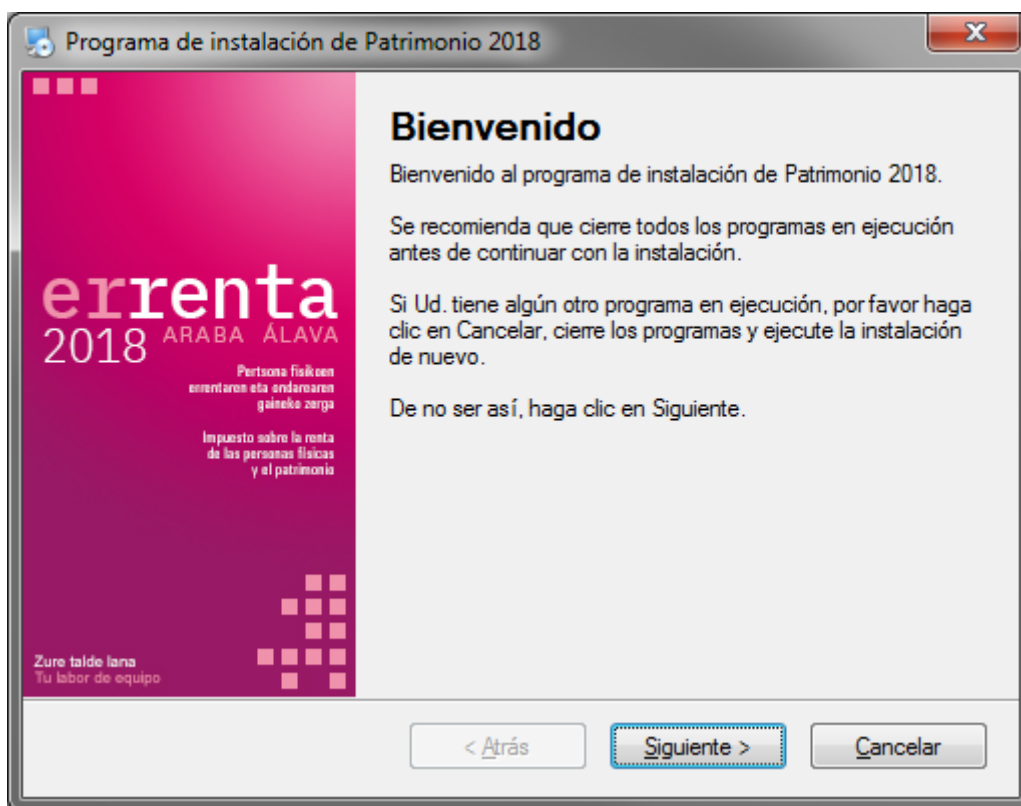 Programa de instalación de Patrimonio 2018
errenta
2018 ARABA ÁLAVA
Pertsona fisikoen
errentaren eta ondarearen
gaineko zerga
Impuesto sobre la renta
de las personas físicas
y el patrimonio
Zure talde lana
Tu labor de equipo
Bienvenido
Bienvenido al programa de instalación de Patrimonio 2018.
Se recomienda que cierre todos los programas en ejecución
antes de continuar con la instalación.
Si Ud. tiene algún otro programa en ejecución, por favor haga
clic en Cancelar, cierre los programas y ejecute la instalación
de nuevo.
De no ser así, haga clic en Siguiente.
< Atrás
Siguiente >
Cancelar